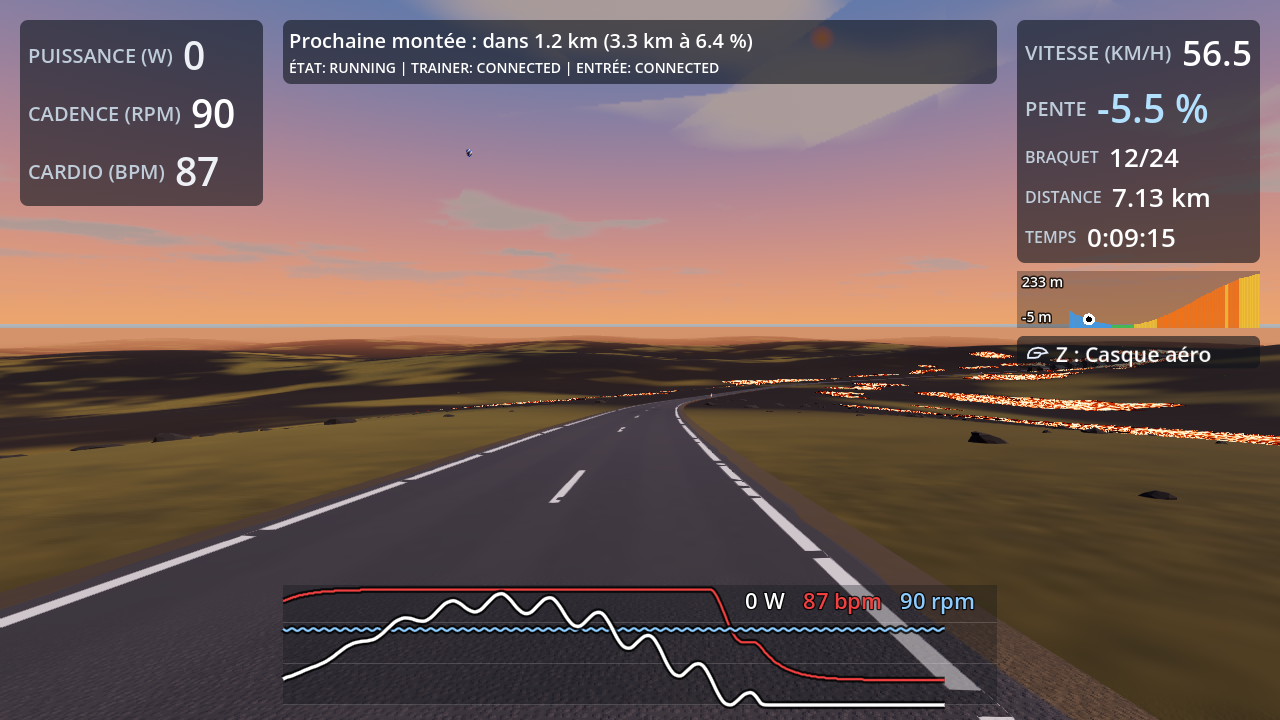 PUISSANCE (W) 0
CADENCE (RPM) 90
CARDIO (BPM) 87
Prochaine montée : dans 1.2 km (3.3 km à 6.4 %)
ÉTAT: RUNNING | TRAINER: CONNECTED | ENTRÉE: CONNECTED
VITESSE (KM/H) 56.5
PENTE -5.5 %
BRAQUET 12/24
DISTANCE 7.13 km
TEMPS 0:09:15
233 m
-5 m
Z : Casque aéro
0 W 87 bpm 90 rpm